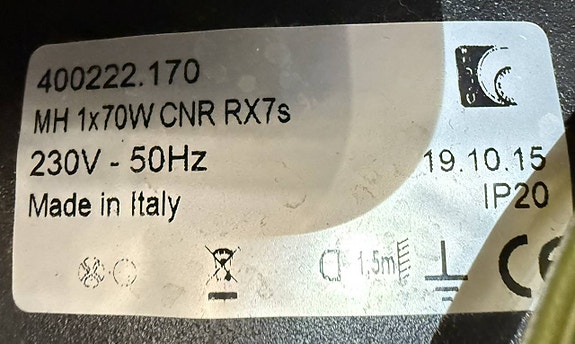 400222.170
MH 1x70W CNR RX7s
230V - 50Hz
19.10.15
Made in Italy
IP20
1,5m
CE